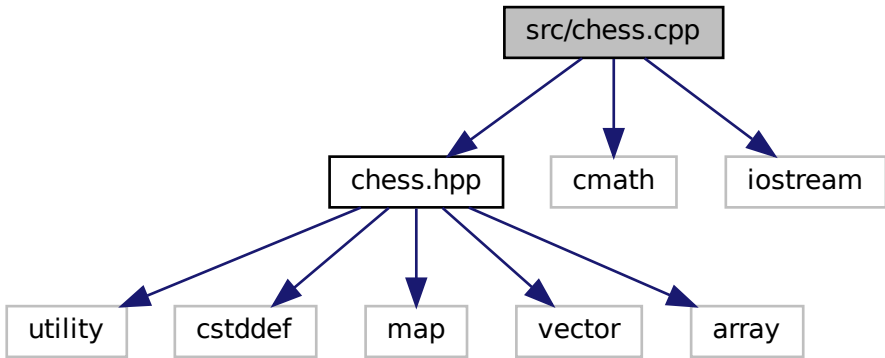 src/chess.cpp
chess.hpp
cmath
iostream
utility
cstddef
map
vector
array